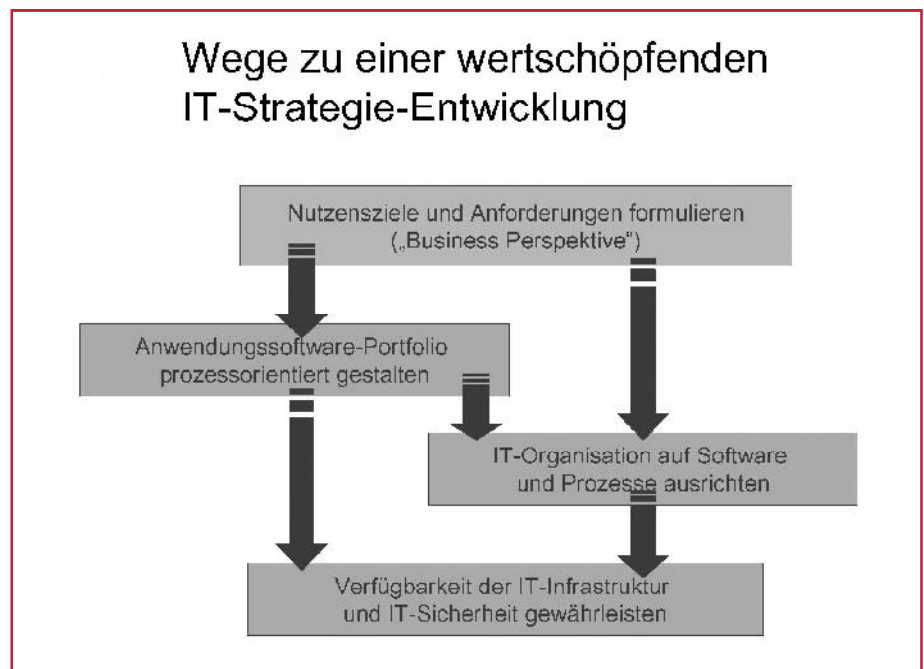 Wege zu einer wertschöpfenden
IT-Strategie-Entwicklung
Nutzensziele und Anforderungen formulieren
(„Business Perspektive“)
Anwendungssoftware-Portfolio
prozessorientiert gestalten
IT-Organisation auf Software
und Prozesse ausrichten
Verfügbarkeit der IT-Infrastruktur
und IT-Sicherheit gewährleisten